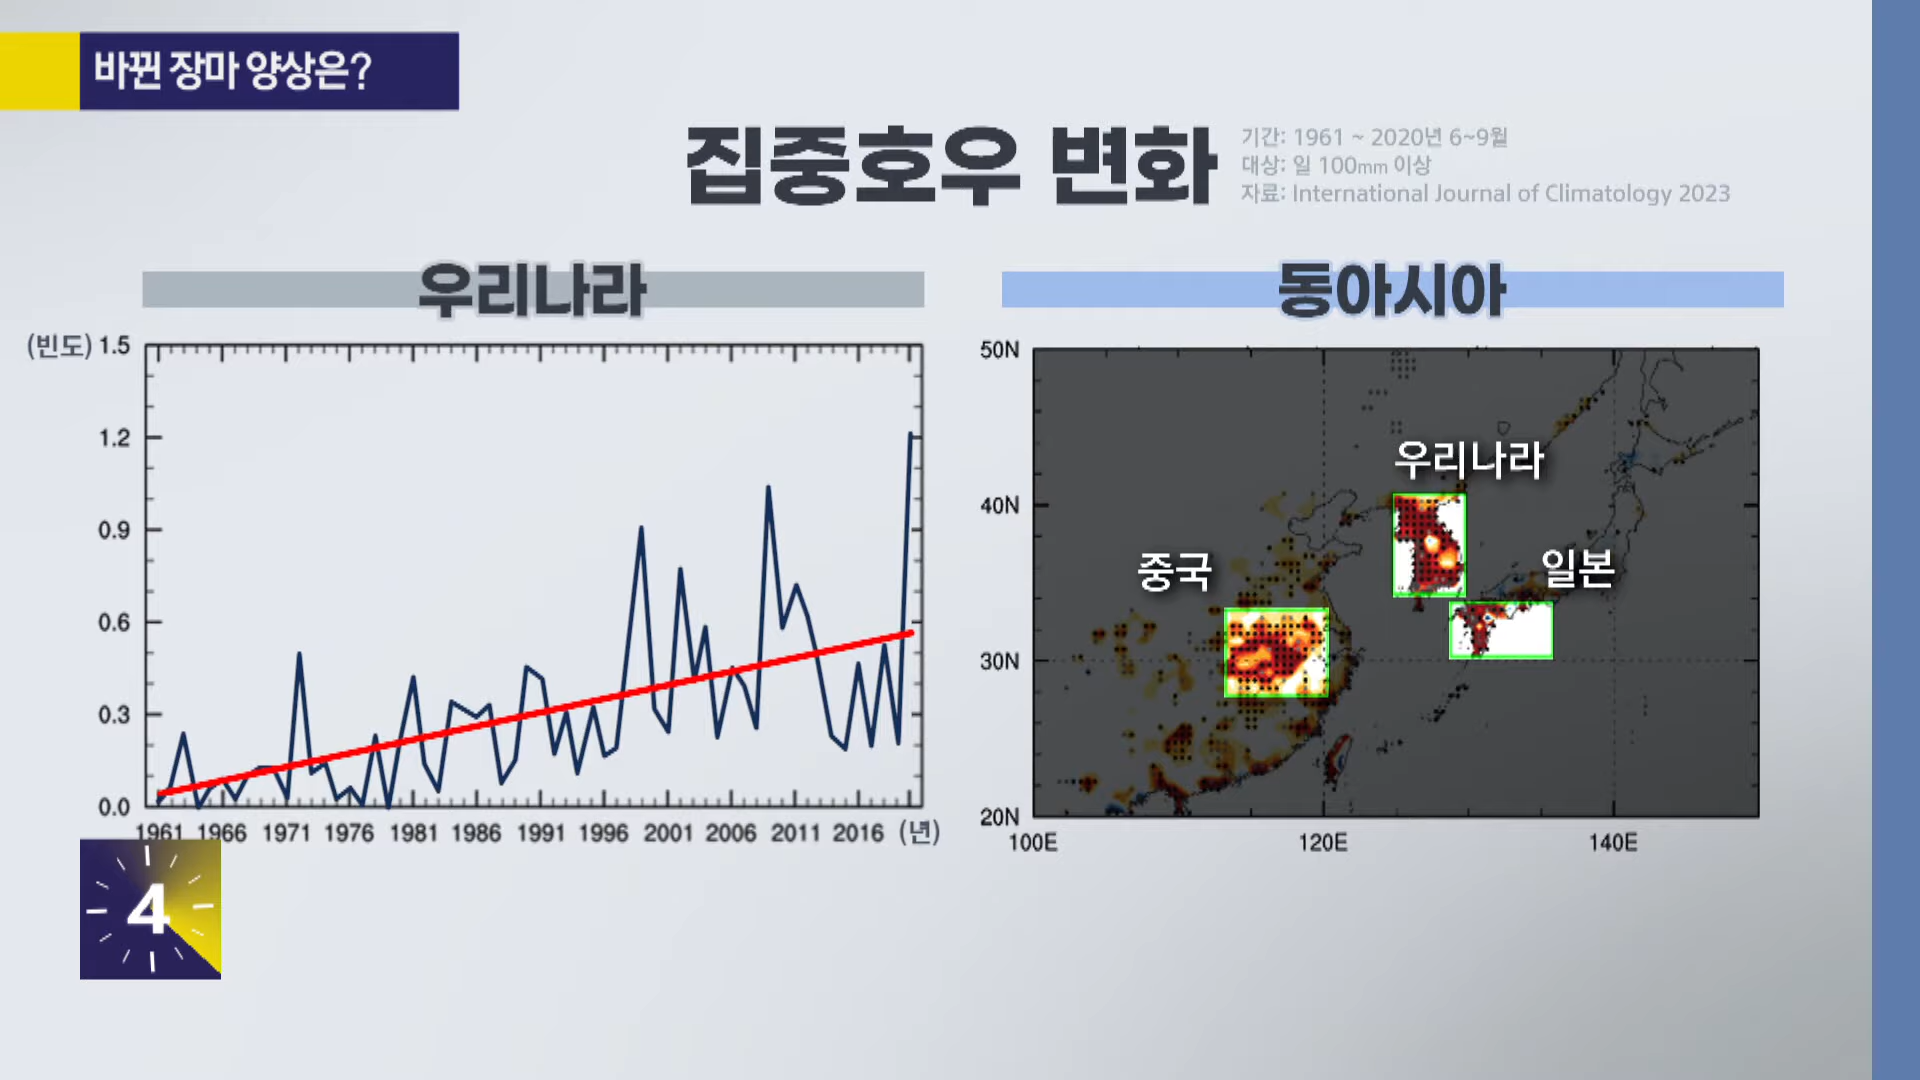 바뀐 장마 양상은?
집중호우 변화
기간: 1961 ~ 2020년 6~9월
대상: 일 100mm 이상
자료: International Journal of Climatology 2023
우리나라
(빈도) 1.5
1.2
0.9
0.6
0.3
0.0
1961 1966 1971 1976 1981 1986 1991 1996 2001 2006 2011 2016 (년)
동아시아
50N
40N
30N
20N
우리나라
중국
일본
100E 120E 140E
4